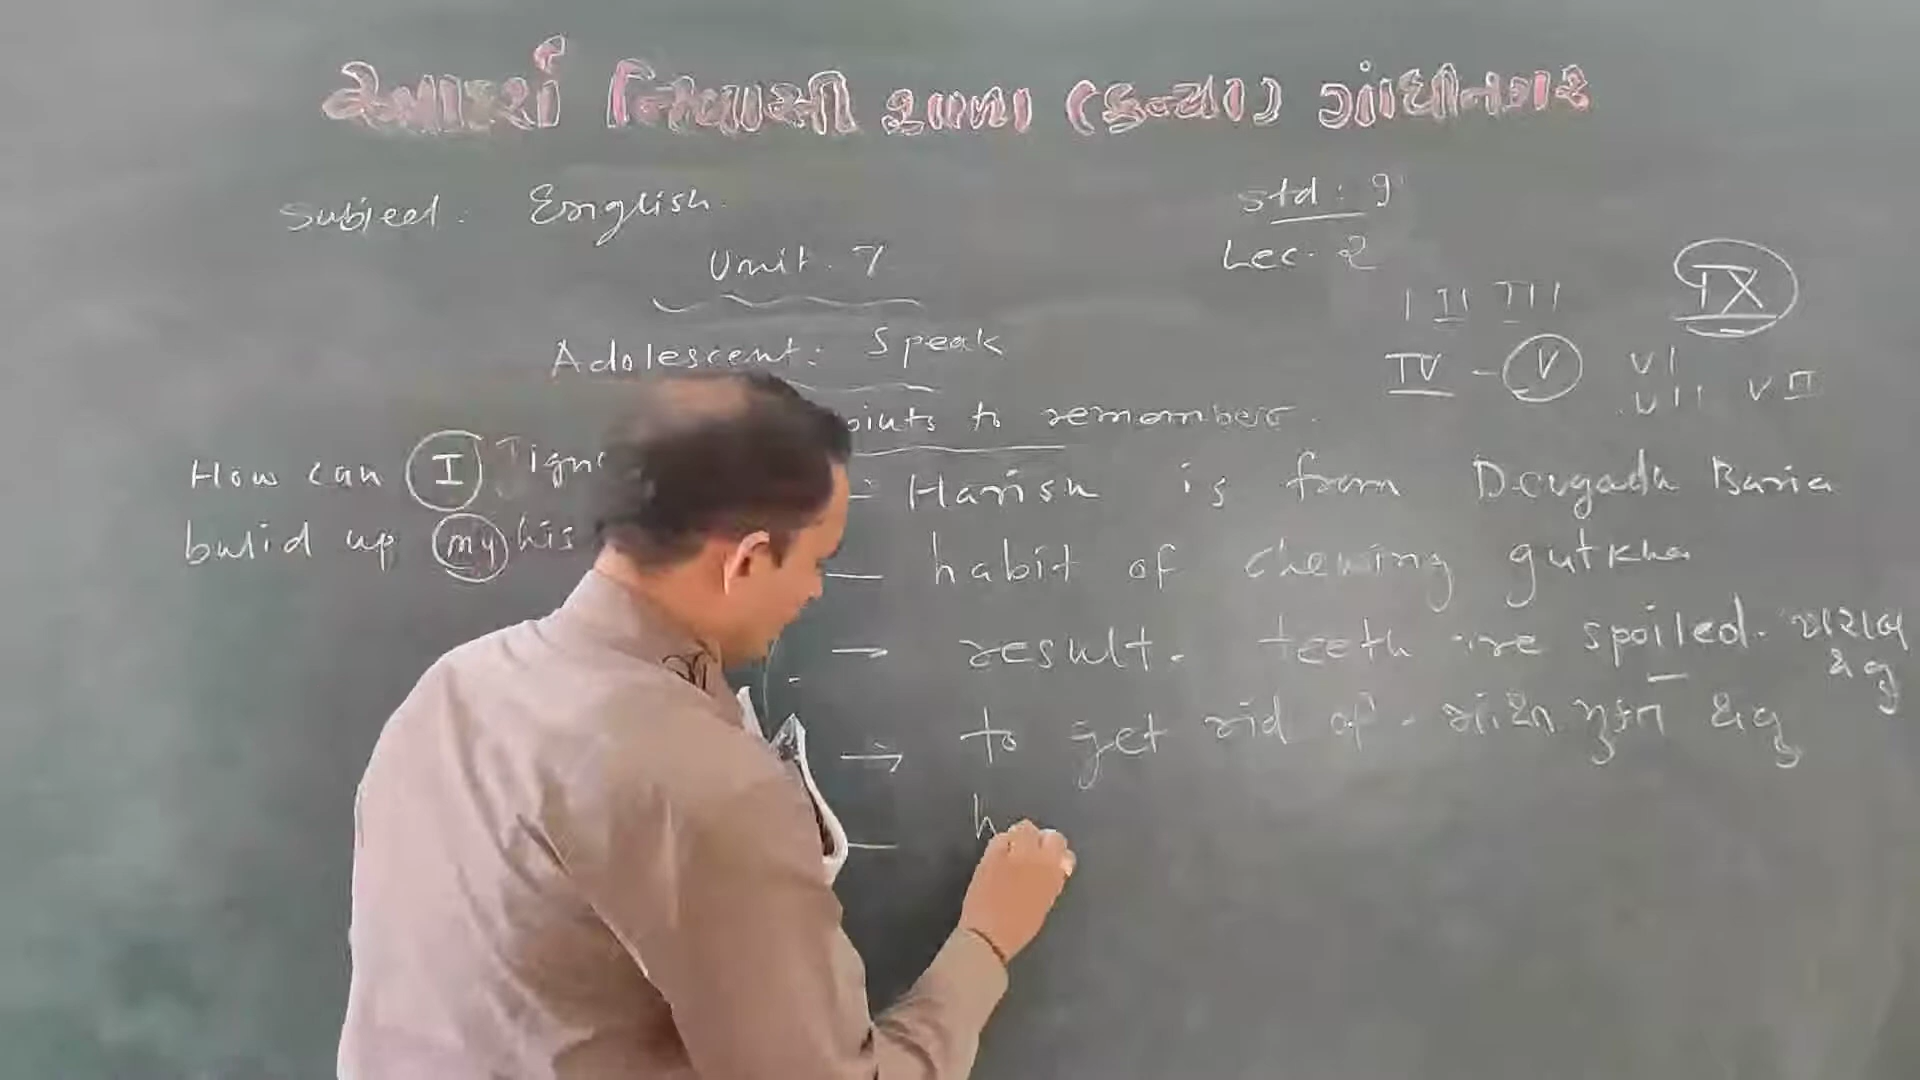 આદર્શ નિવાસી શાળા (કન્યા) ગાંધીનગર
Subject. English.
std: 9
Unit. 7
Lec. 2
I II III
IX
Adolescent: Speak
IV - V VI
VII VII
oints to remember.
How can I igno
- Harish is from Devgadh Baria
build up my his
— habit of chewing gutkha
→ result. teeth are spoiled. ખરાબ
થવું
→ to get rid of - માંથી મુક્ત થવું
— h